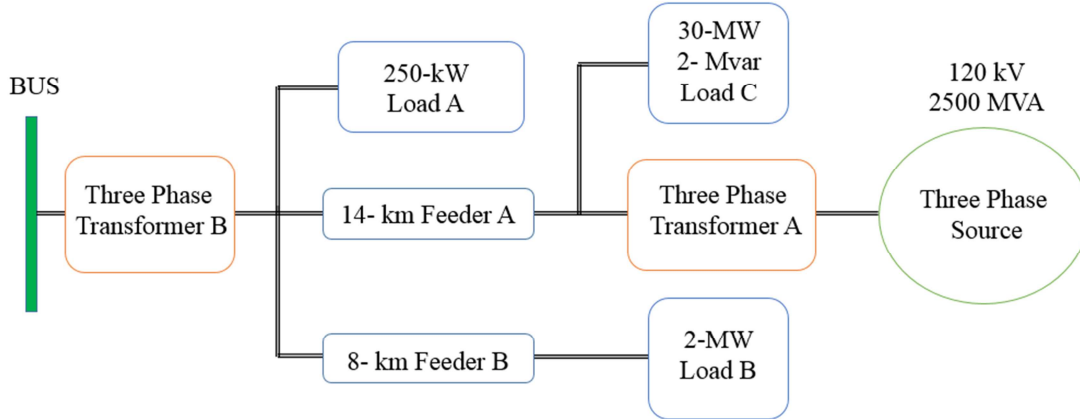 BUS
Three Phase
Transformer B
250-kW
Load A
14- km Feeder A
8- km Feeder B
30-MW
2- Mvar
Load C
Three Phase
Transformer A
2-MW
Load B
120 kV
2500 MVA
Three Phase
Source